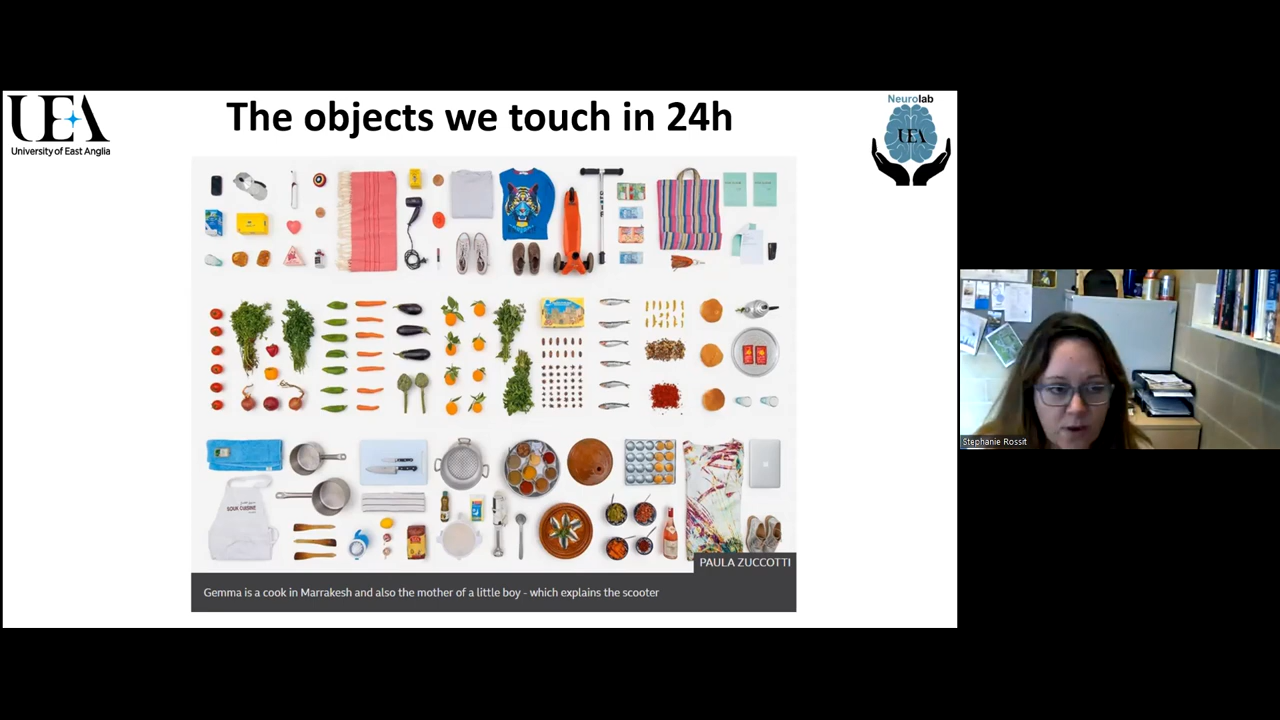 UEA
University of East Anglia
The objects we touch in 24h
Neurolab
UEA
SOUK CUISINE
PAULA ZUCCOTTI
Gemma is a cook in Marrakesh and also the mother of a little boy - which explains the scooter
Stephanie Rossit